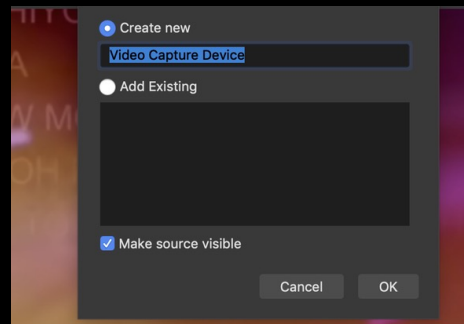 Create new
Video Capture Device
Add Existing
Make source visible
Cancel OK